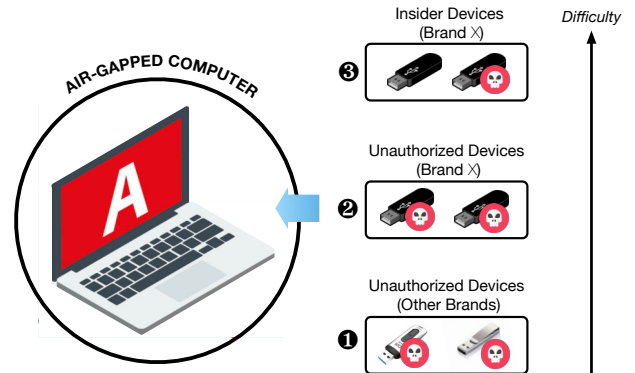 Insider Devices
(Brand X)
Difficulty
❸
AIR-GAPPED COMPUTER
A
Unauthorized Devices
(Brand X)
❷
Unauthorized Devices
(Other Brands)
❶